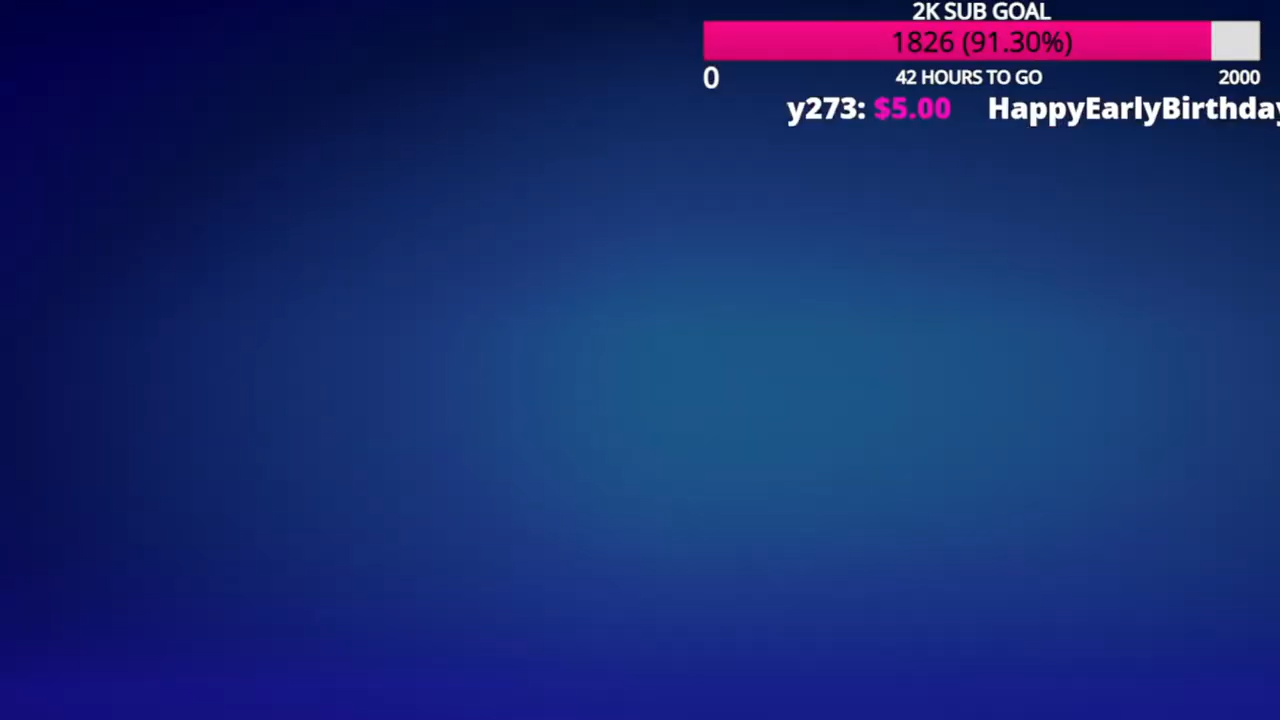 2K SUB GOAL
1826 (91.30%)
0 42 HOURS TO GO 2000
y273: $5.00 HappyEarlyBirthday